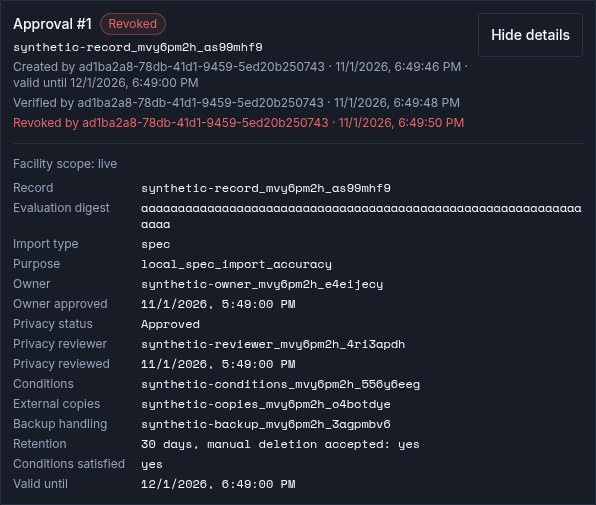 Approval #1 Revoked
Hide details
synthetic-record_mvy6pm2h_as99mhf9
Created by ad1ba2a8-78db-41d1-9459-5ed20b250743 · 11/1/2026, 6:49:46 PM ·
valid until 12/1/2026, 6:49:00 PM
Verified by ad1ba2a8-78db-41d1-9459-5ed20b250743 · 11/1/2026, 6:49:48 PM
Revoked by ad1ba2a8-78db-41d1-9459-5ed20b250743 · 11/1/2026, 6:49:50 PM
Facility scope: live
Record synthetic-record_mvy6pm2h_as99mhf9
Evaluation digest aaaaaaaaaaaaaaaaaaaaaaaaaaaaaaaaaaaaaaaaaaaaaaaaaaaaaaaaaaaa
aaaa
Import type spec
Purpose local_spec_import_accuracy
Owner synthetic-owner_mvy6pm2h_e4eijecy
Owner approved 11/1/2026, 5:49:00 PM
Privacy status Approved
Privacy reviewer synthetic-reviewer_mvy6pm2h_4ri3apdh
Privacy reviewed 11/1/2026, 5:49:00 PM
Conditions synthetic-conditions_mvy6pm2h_556y6eeg
External copies synthetic-copies_mvy6pm2h_o4botdye
Backup handling synthetic-backup_mvy6pm2h_3agpmbv6
Retention 30 days, manual deletion accepted: yes
Conditions satisfied yes
Valid until 12/1/2026, 6:49:00 PM